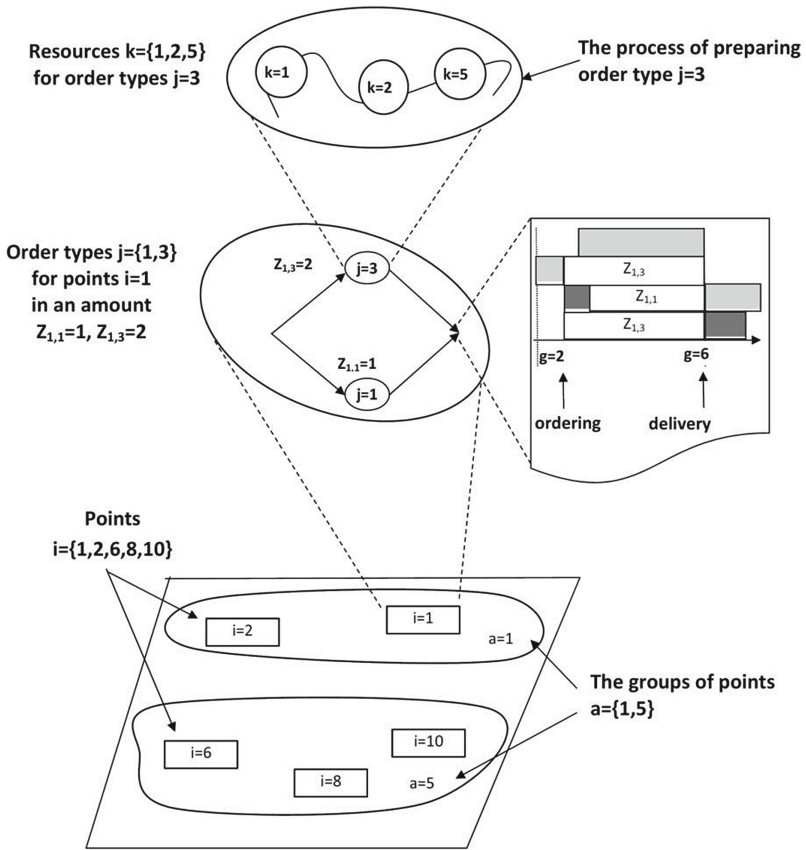 Resources k={1,2,5}
for order types j=3
k=1
k=2
k=5
The process of preparing
order type j=3
Order types j={1,3}
for points i=1
in an amount
Z1,1=1, Z1,3=2
Z1,3=2
j=3
Z1.1=1
j=1
Z1,3
Z1,1
Z1,3
g=2
g=6
ordering
delivery
Points
i={1,2,6,8,10}
i=2
i=1
a=1
The groups of points
a={1,5}
i=6
i=10
i=8
a=5